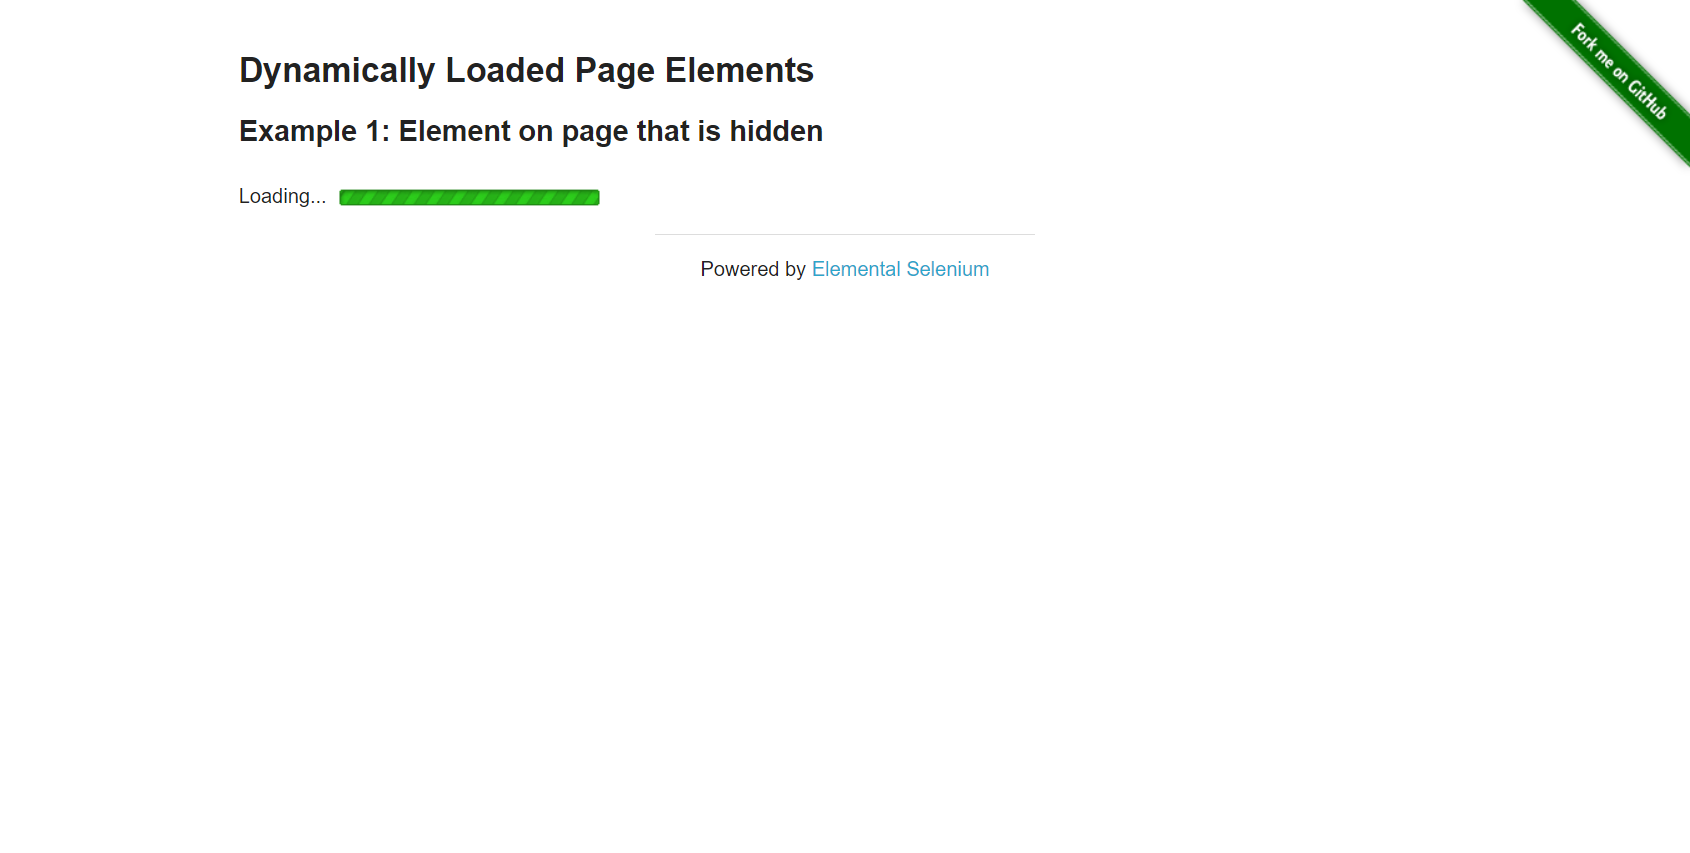 Fork me on GitHub
Dynamically Loaded Page Elements
Example 1: Element on page that is hidden
Loading...
Powered by Elemental Selenium